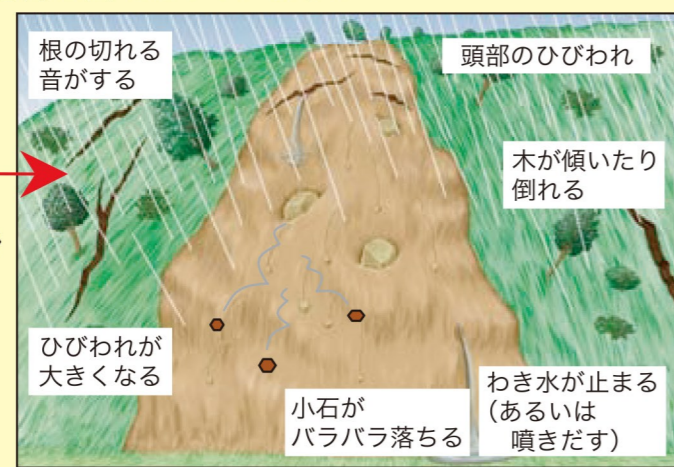 根の切れる
音がする
頭部のひびわれ
木が傾いたり
倒れる
ひびわれが
大きくなる
小石が
バラバラ落ちる
わき水が止まる
(あるいは
噴きだす)